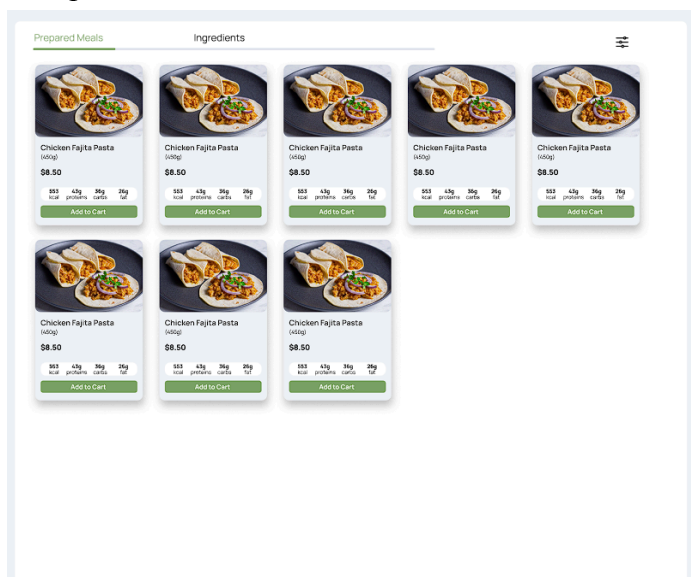 Prepared Meals Ingredients
Chicken Fajita Pasta Chicken Fajita Pasta Chicken Fajita Pasta Chicken Fajita Pasta Chicken Fajita Pasta
(450g) (450g) (450g) (450g) (450g)
$8.50 $8.50 $8.50 $8.50 $8.50
553 43g 36g 26g 553 43g 36g 26g 553 43g 36g 26g 553 43g 36g 26g 552 43g 36g 26g
kcal proteins carbs fat kcal proteins carbs fat kcal proteins carbs fat kcal proteins carbs fat kcal proteins carbs fat
Add to Cart Add to Cart Add to Cart Add to Cart Add to Cart
Chicken Fajita Pasta Chicken Fajita Pasta Chicken Fajita Pasta
(450g) (450g) (450g)
$8.50 $8.50 $8.50
553 43g 36g 26g 553 43g 36g 26g 553 43g 36g 26g
kcal proteins carbs fat kcal proteins carbs fat kcal proteins carbs fat
Add to Cart Add to Cart Add to Cart